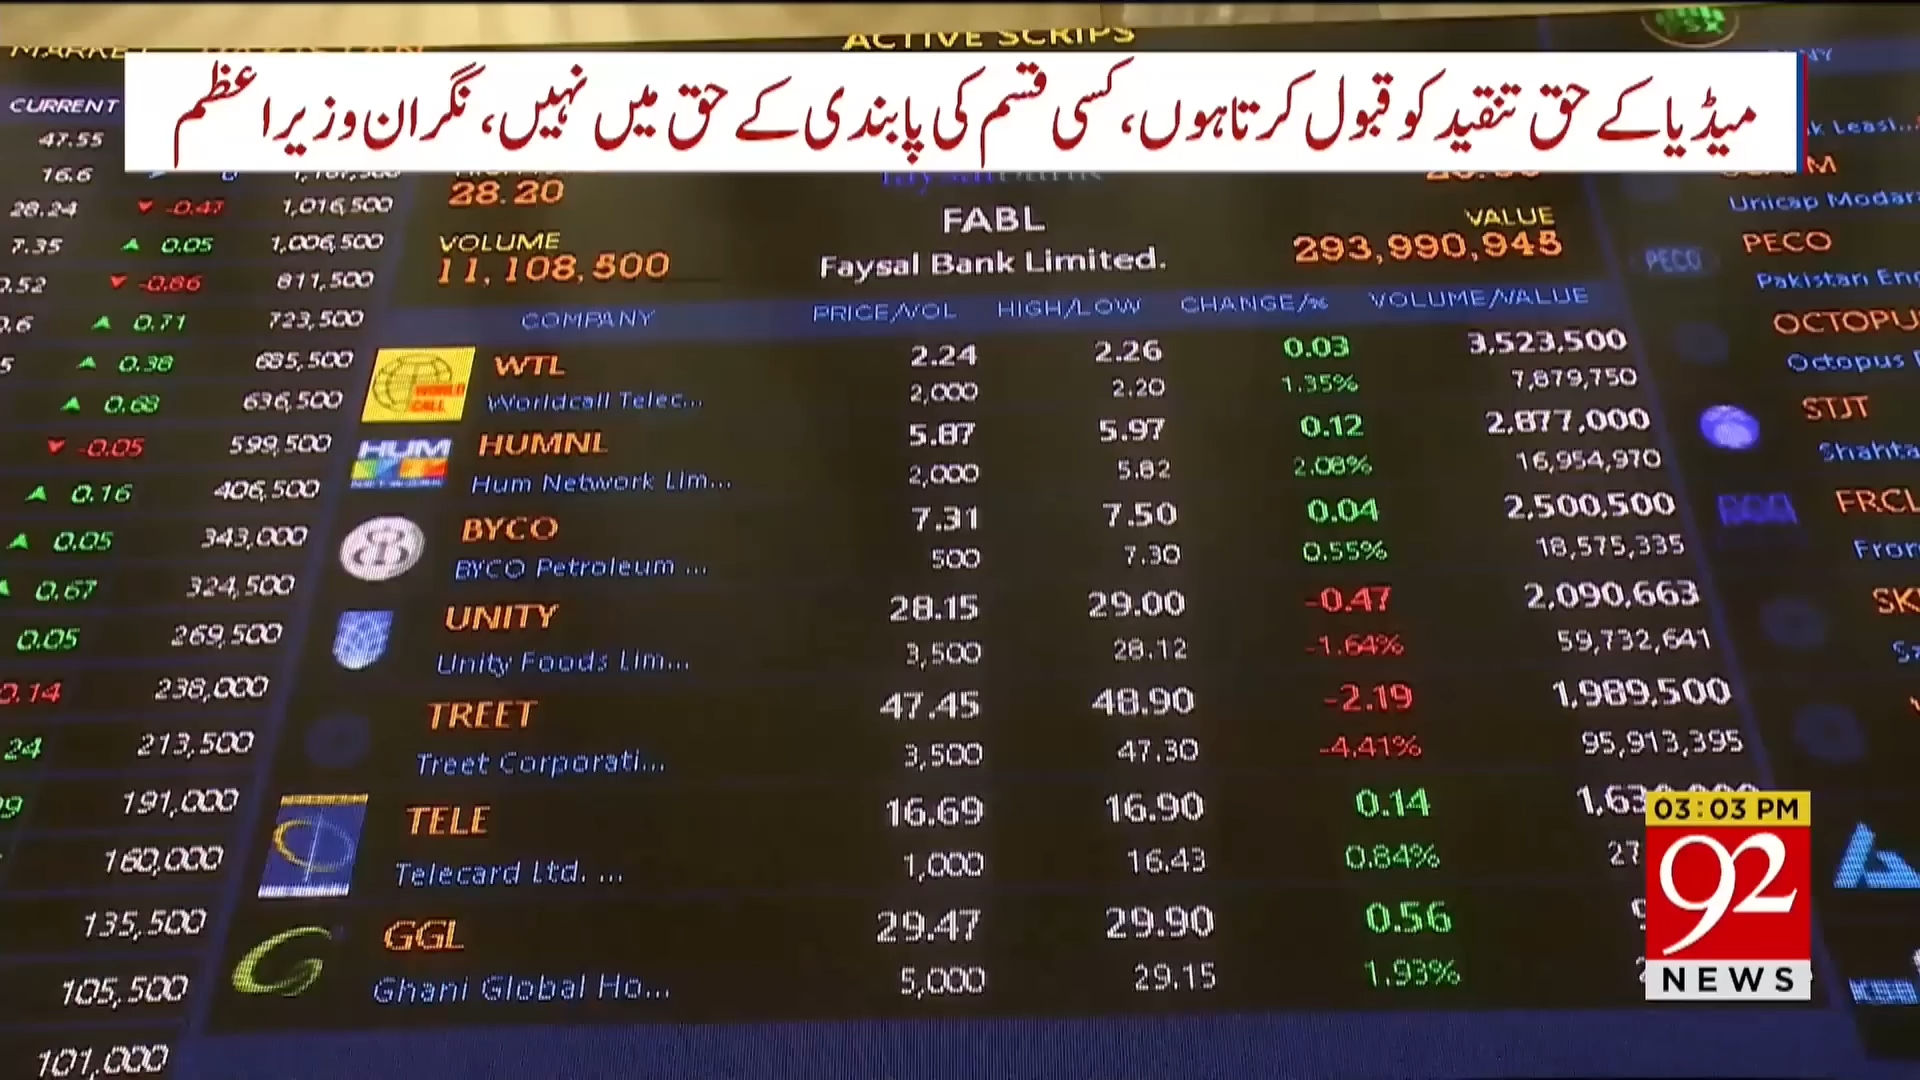 ACTIVE SCRIPS
میڈیا کے حق تنقید کو قبول کرتا ہوں، کسی قسم کی پابندی کے حق میں نہیں، نگران وزیراعظم
CURRENT
47.55
16.6
28.24 -0.47 1,016,500
7.35 0.05 1,006,500
-0.86 811,500
0.71 723,500
0.38 685,500
0.68 636,500
-0.05 599,500
0.16 406,500
0.05 343,000
0.67 324,500
0.05 269,500
0.14 238,000
24 213,500
191,000
160,000
135,500
105,500
101,000
28.20
VOLUME
11,108,500
FABL
Faysal Bank Limited.
VALUE
293,990,945
COMPANY PRICE/VOL HIGH/LOW CHANGE/% VOLUME/VALUE
WTL 2.24 2.26 0.03 3,523,500
Worldcall Telec... 2,000 2.20 1.35% 7,879,750
HUMNL 5.87 5.97 0.12 2,877,000
Hum Network Lim... 2,000 5.82 2.08% 16,954,970
BYCO 7.31 7.50 0.04 2,500,500
BYCO Petroleum ... 500 7.30 0.55% 18,575,335
UNITY 28.15 29.00 -0.47 2,090,663
Unity Foods Lim... 3,500 28.12 -1.64% 59,732,641
TREET 47.45 48.90 -2.19 1,989,500
Treet Corporati... 3,500 47.30 -4.41% 95,913,395
TELE 16.69 16.90 0.14
Telecard Ltd. ... 1,000 16.43 0.84%
GGL 29.47 29.90 0.56
Ghani Global Ho... 5,000 29.15 1.93%
WORLD CALL
HUM
Unicap Modar
PECO
PECO
Pakistan En
OCTOPU
Octopus
STJT
FRCL
Fron
SK
03:03 PM
92
NEWS